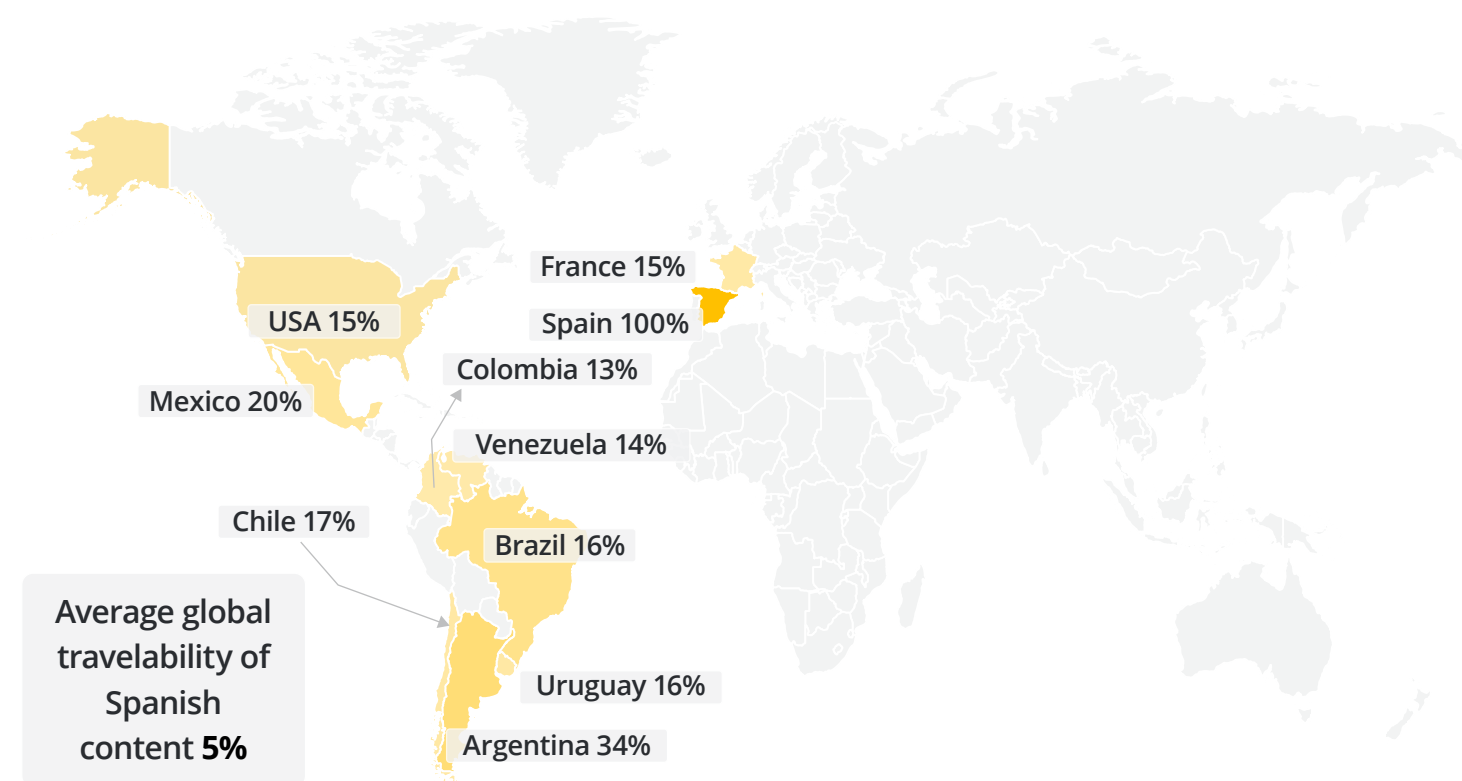 France 15%
USA 15%
Spain 100%
Colombia 13%
Mexico 20%
Venezuela 14%
Chile 17%
Brazil 16%
Average global
travelability of
Spanish
content 5%
Uruguay 16%
Argentina 34%